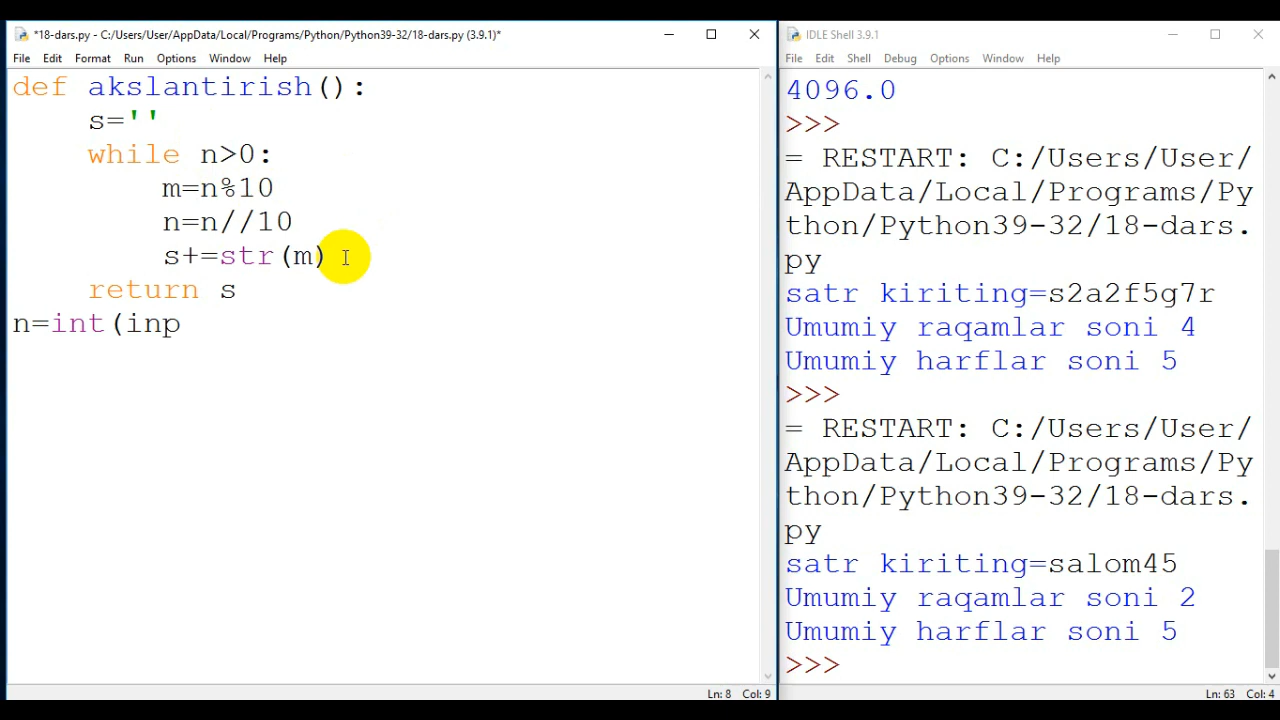 *18-dars.py - C:/Users/User/AppData/Local/Programs/Python/Python39-32/18-dars.py (3.9.1)*
File Edit Format Run Options Window Help
def akslantirish():
    s=''
    while n>0:
        m=n%10
        n=n//10
        s+=str(m)
    return s
n=int(inp
Ln: 8 Col: 9
IDLE Shell 3.9.1
File Edit Shell Debug Options Window Help
4096.0
>>>
= RESTART: C:/Users/User/
AppData/Local/Programs/Py
thon/Python39-32/18-dars.
py
satr kiriting=s2a2f5g7r
Umumiy raqamlar soni 4
Umumiy harflar soni 5
>>>
= RESTART: C:/Users/User/
AppData/Local/Programs/Py
thon/Python39-32/18-dars.
py
satr kiriting=salom45
Umumiy raqamlar soni 2
Umumiy harflar soni 5
>>>
Ln: 63 Col: 4